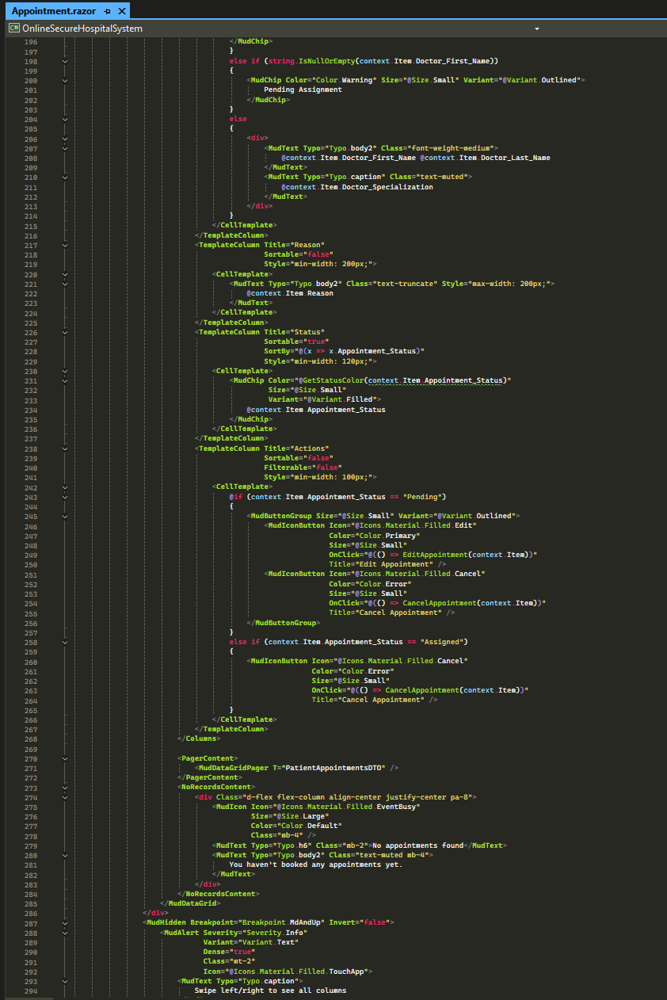 Appointment.razor
C# OnlineSecureHospitalSystem
196 </MudChip>
197 }
198 else if (string.IsNullOrEmpty(context.Item.Doctor_First_Name))
199 {
200 <MudChip Color="Color.Warning" Size="@Size.Small" Variant="@Variant.Outlined">
201 Pending Assignment
202 </MudChip>
203 }
204 else
205 {
206 <div>
207 <MudText Typo="Typo.body2" Class="font-weight-medium">
208 @context.Item.Doctor_First_Name @context.Item.Doctor_Last_Name
209 </MudText>
210 <MudText Typo="Typo.caption" Class="text-muted">
211 @context.Item.Doctor_Specialization
212 </MudText>
213 </div>
214 }
215 </CellTemplate>
216 </TemplateColumn>
217 <TemplateColumn Title="Reason"
218 Sortable="false"
219 Style="min-width: 200px;">
220 <CellTemplate>
221 <MudText Typo="Typo.body2" Class="text-truncate" Style="max-width: 200px;">
222 @context.Item.Reason
223 </MudText>
224 </CellTemplate>
225 </TemplateColumn>
226 <TemplateColumn Title="Status"
227 Sortable="true"
228 SortBy="@(x => x.Appointment_Status)"
229 Style="min-width: 120px;">
230 <CellTemplate>
231 <MudChip Color="@GetStatusColor(context.Item.Appointment_Status)"
232 Size="@Size.Small"
233 Variant="@Variant.Filled">
234 @context.Item.Appointment_Status
235 </MudChip>
236 </CellTemplate>
237 </TemplateColumn>
238 <TemplateColumn Title="Actions"
239 Sortable="false"
240 Filterable="false"
241 Style="min-width: 100px;">
242 <CellTemplate>
243 @if (context.Item.Appointment_Status == "Pending")
244 {
245 <MudButtonGroup Size="@Size.Small" Variant="@Variant.Outlined">
246 <MudIconButton Icon="@Icons.Material.Filled.Edit"
247 Color="Color.Primary"
248 Size="@Size.Small"
249 OnClick="@(() => EditAppointment(context.Item))"
250 Title="Edit Appointment" />
251 <MudIconButton Icon="@Icons.Material.Filled.Cancel"
252 Color="Color.Error"
253 Size="@Size.Small"
254 OnClick="@(() => CancelAppointment(context.Item))"
255 Title="Cancel Appointment" />
256 </MudButtonGroup>
257 }
258 else if (context.Item.Appointment_Status == "Assigned")
259 {
260 <MudIconButton Icon="@Icons.Material.Filled.Cancel"
261 Color="Color.Error"
262 Size="@Size.Small"
263 OnClick="@(() => CancelAppointment(context.Item))"
264 Title="Cancel Appointment" />
265 }
266 </CellTemplate>
267 </TemplateColumn>
268 </Columns>
269
270 <PagerContent>
271 <MudDataGridPager T="PatientAppointmentsDTO" />
272 </PagerContent>
273 <NoRecordsContent>
274 <div Class="d-flex flex-column align-center justify-center pa-8">
275 <MudIcon Icon="@Icons.Material.Filled.EventBusy"
276 Size="@Size.Large"
277 Color="Color.Default"
278 Class="mb-4" />
279 <MudText Typo="Typo.h6" Class="mb-2">No appointments found</MudText>
280 <MudText Typo="Typo.body2" Class="text-muted mb-4">
281 You haven't booked any appointments yet.
282 </MudText>
283 </div>
284 </NoRecordsContent>
285 </MudDataGrid>
286 </div>
287 <MudHidden Breakpoint="Breakpoint.MdAndUp" Invert="false">
288 <MudAlert Severity="Severity.Info"
289 Variant="Variant.Text"
290 Dense="true"
291 Class="mt-2"
292 Icon="@Icons.Material.Filled.TouchApp">
293 <MudText Typo="Typo.caption">
294 Swipe left/right to see all columns